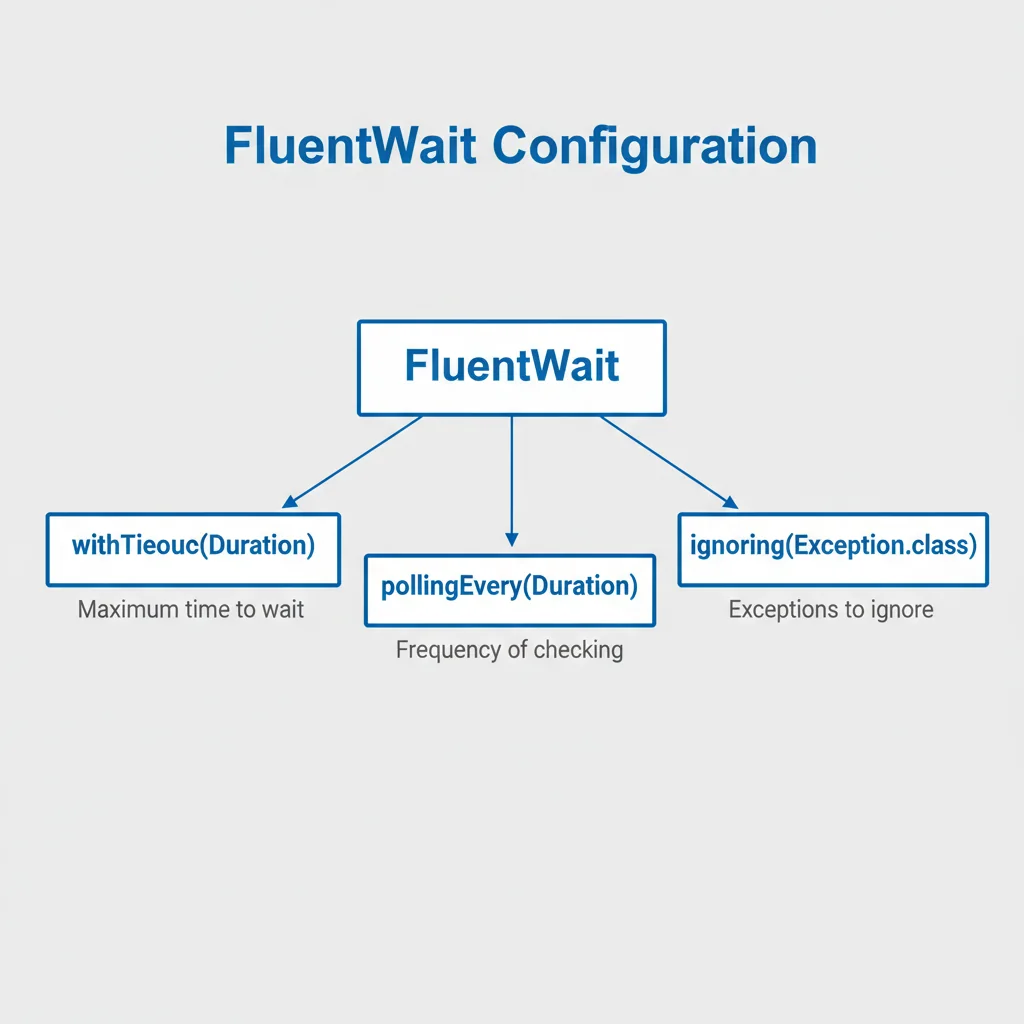 FluentWait Configuration
FluentWait
withTieouc(Duration)
Maximum time to wait
pollingEvery(Duration)
Frequency of checking
ignoring(Exception.class)
Exceptions to ignore